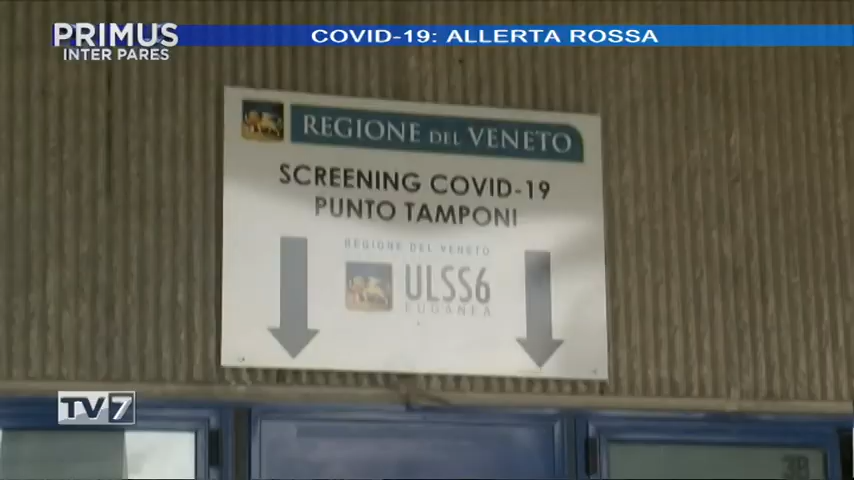 PRIMUS
INTER PARES
COVID-19: ALLERTA ROSSA
REGIONE DEL VENETO
SCREENING COVID-19
PUNTO TAMPONI
REGIONE DEL VENETO
ULSS6
EUGANEA
TV7
38